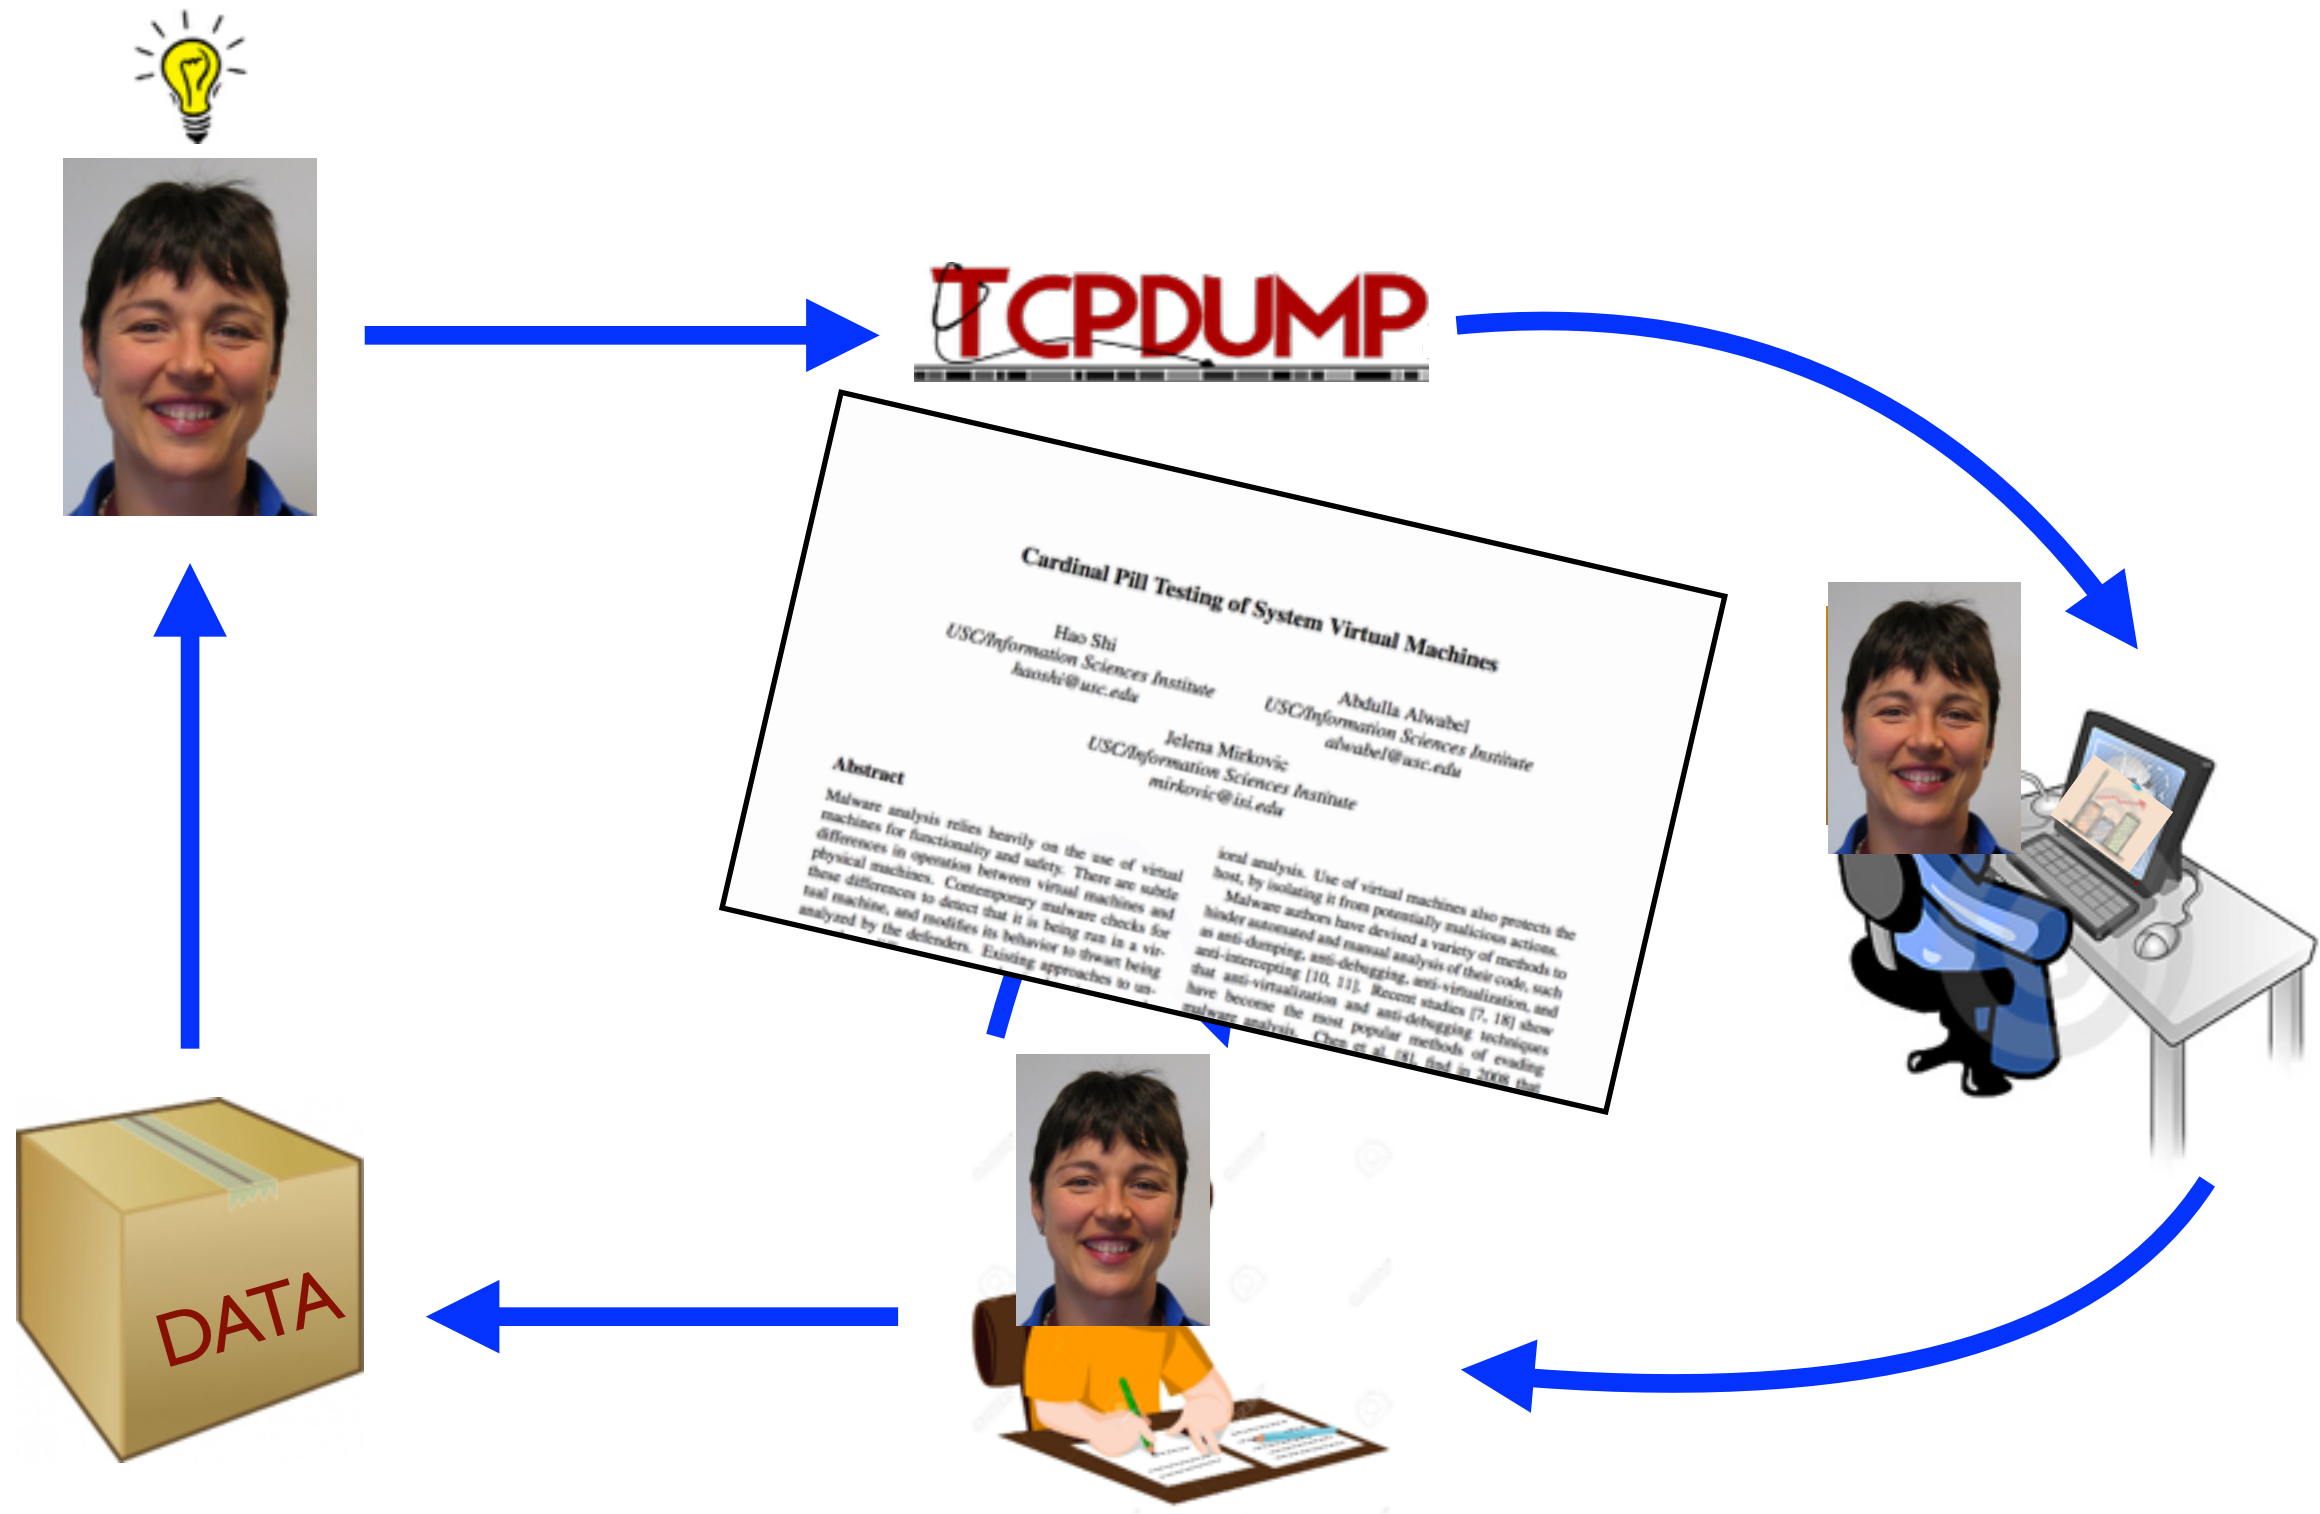 TCPDUMP
Cardinal Pill Testing of System Virtual Machines
Hao Shi
USC/Information Sciences Institute
haoshi@usc.edu
Abdulla Alwabel
USC/Information Sciences Institute
alwabel@usc.edu
Jelena Mirkovic
USC/Information Sciences Institute
mirkovic@isi.edu
Abstract
Malware analysis relies heavily on the use of virtual
machines for functionality and safety. There are subtle
differences in operation between virtual machines and
physical machines. Contemporary malware checks for
these differences to detect that it is being run in a vir-
tual machine, and modifies its behavior to thwart being
analyzed by the defenders. Existing approaches to un-
ioral analysis. Use of virtual machines also protects the
host, by isolating it from potentially malicious actions.
Malware authors have devised a variety of methods to
hinder automated and manual analysis of their code, such
as anti-dumping, anti-debugging, anti-virtualization, and
anti-intercepting [10, 11]. Recent studies [7, 18] show
that anti-virtualization and anti-debugging techniques
have become the most popular methods of evading
malware analysis. Chen et al. [8], find in 2008 that
DATA